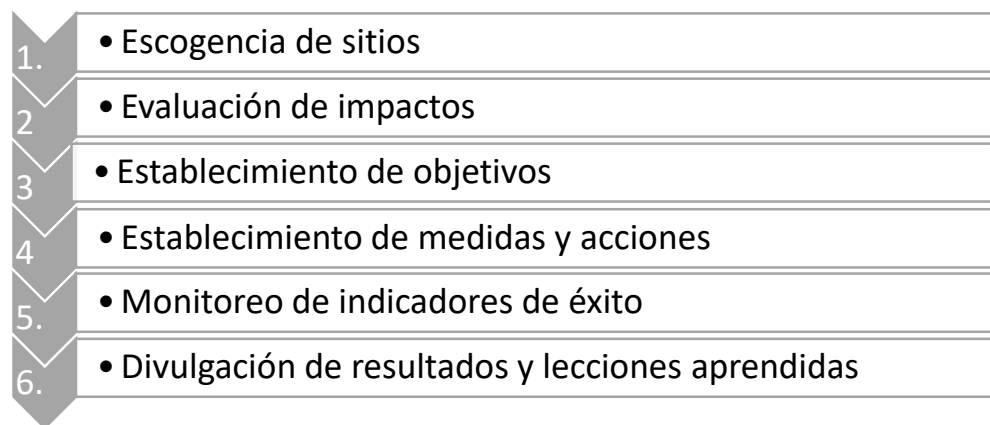 1. • Escogencia de sitios
2 • Evaluación de impactos
3 • Establecimiento de objetivos
4 • Establecimiento de medidas y acciones
5. • Monitoreo de indicadores de éxito
6. • Divulgación de resultados y lecciones aprendidas